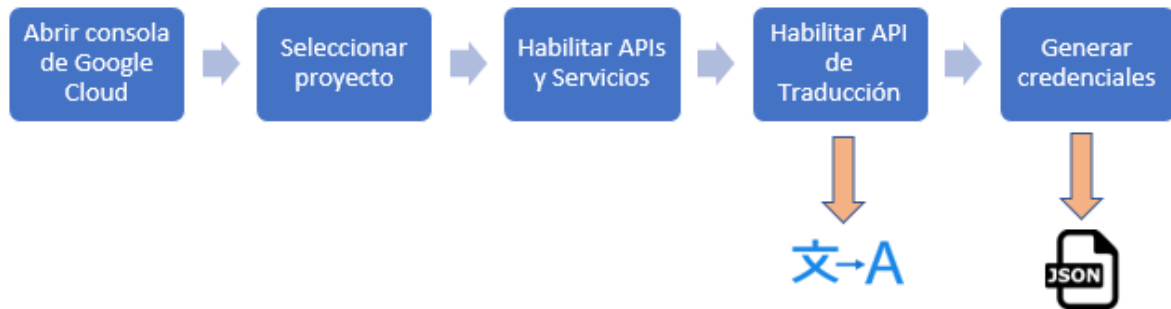 Abrir consola
de Google
Cloud
Seleccionar
proyecto
Habilitar APIs
y Servicios
Habilitar API
de
Traducción
Generar
credenciales
文→A
JSON